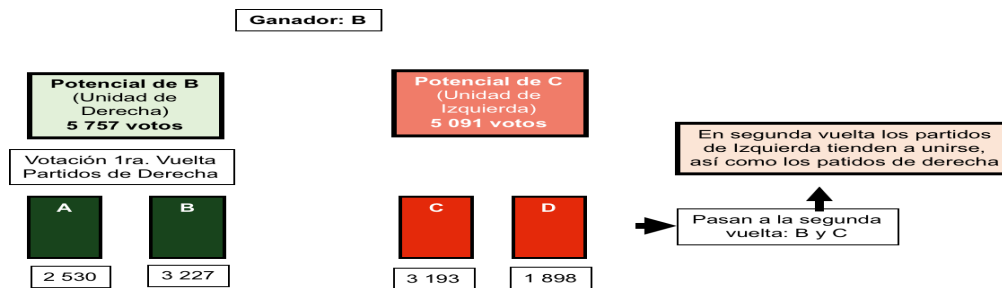 Ganador: B
Potencial de B
(Unidad de
Derecha)
5 757 votos
Potencial de C
(Unidad de
Izquierda)
5 091 votos
En segunda vuelta los partidos
de Izquierda tienden a unirse,
así como los patidos de derecha
Votación 1ra. Vuelta
Partidos de Derecha
A
B
C
D
Pasan a la segunda
vuelta: B y C
2 530
3 227
3 193
1 898